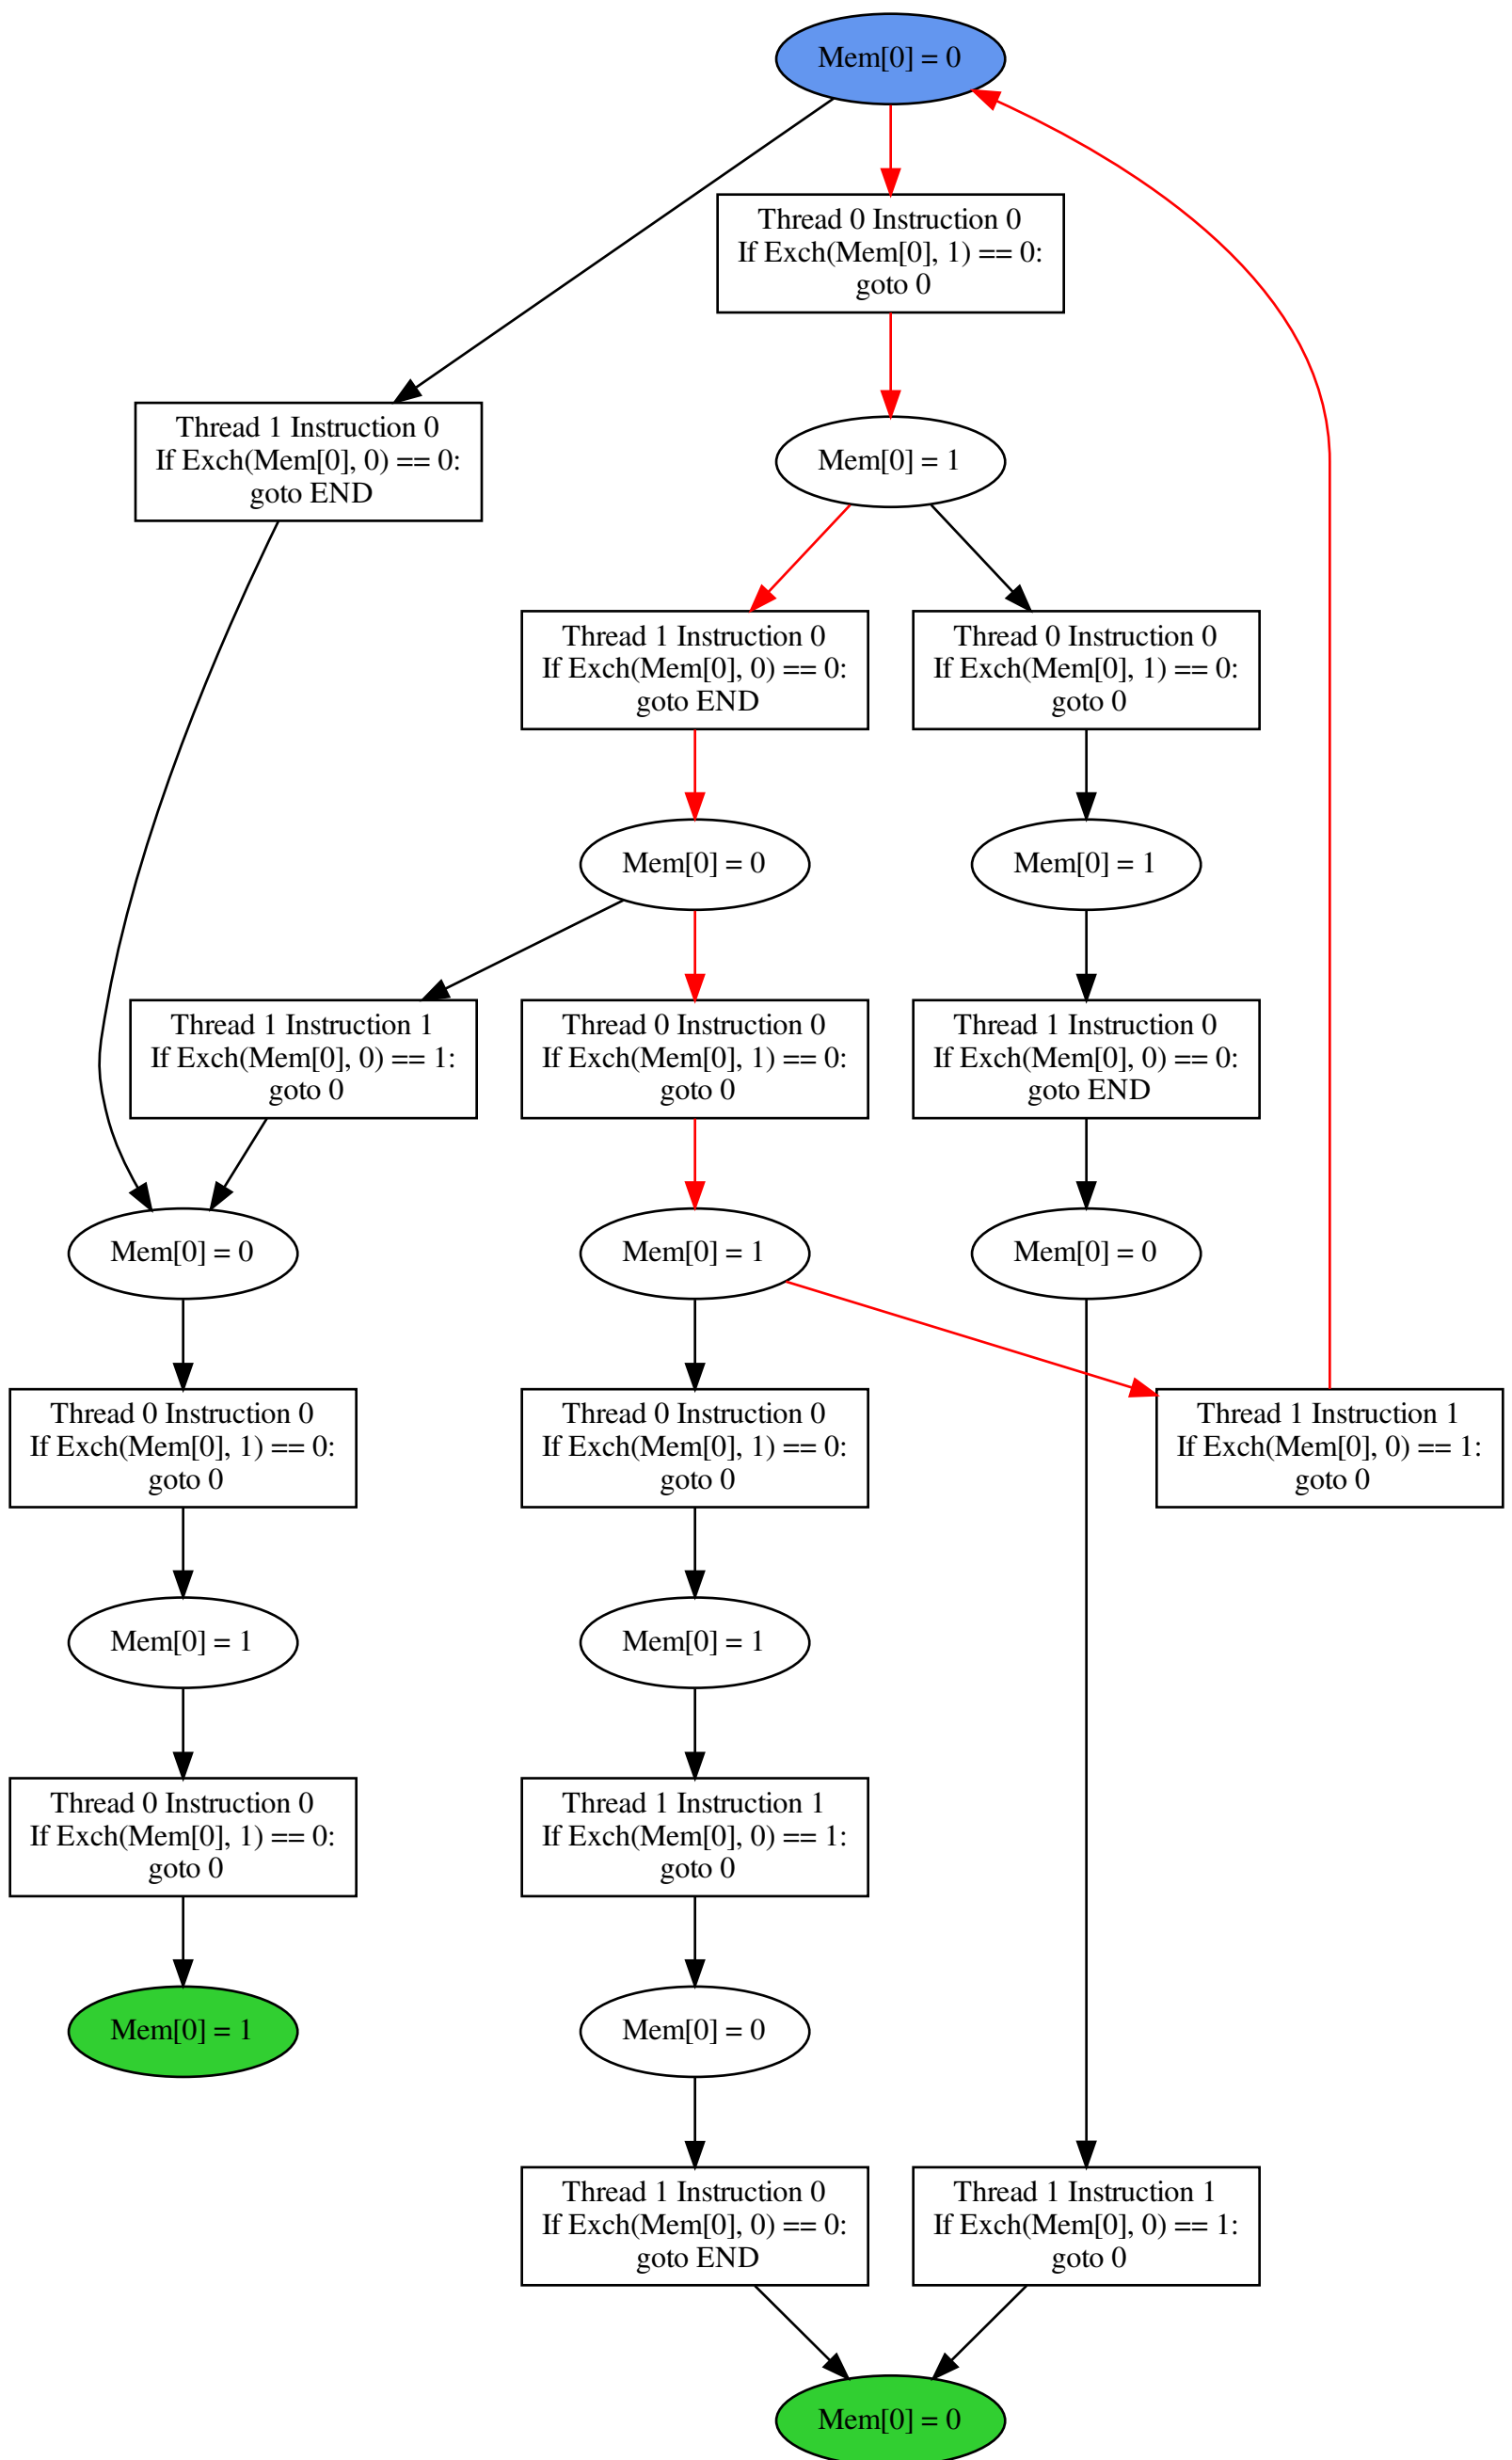 Mem[0] = 0
Thread 0 Instruction 0
If Exch(Mem[0], 1) == 0:
goto 0
Thread 1 Instruction 0
If Exch(Mem[0], 0) == 0:
goto END
Mem[0] = 1
Thread 1 Instruction 0
If Exch(Mem[0], 0) == 0:
goto END
Thread 0 Instruction 0
If Exch(Mem[0], 1) == 0:
goto 0
Mem[0] = 0
Mem[0] = 1
Thread 1 Instruction 1
If Exch(Mem[0], 0) == 1:
goto 0
Thread 0 Instruction 0
If Exch(Mem[0], 1) == 0:
goto 0
Thread 1 Instruction 0
If Exch(Mem[0], 0) == 0:
goto END
Mem[0] = 0
Mem[0] = 1
Mem[0] = 0
Thread 0 Instruction 0
If Exch(Mem[0], 1) == 0:
goto 0
Thread 0 Instruction 0
If Exch(Mem[0], 1) == 0:
goto 0
Thread 1 Instruction 1
If Exch(Mem[0], 0) == 1:
goto 0
Mem[0] = 1
Mem[0] = 1
Thread 0 Instruction 0
If Exch(Mem[0], 1) == 0:
goto 0
Thread 1 Instruction 1
If Exch(Mem[0], 0) == 1:
goto 0
Mem[0] = 1
Mem[0] = 0
Thread 1 Instruction 0
If Exch(Mem[0], 0) == 0:
goto END
Thread 1 Instruction 1
If Exch(Mem[0], 0) == 1:
goto 0
Mem[0] = 0